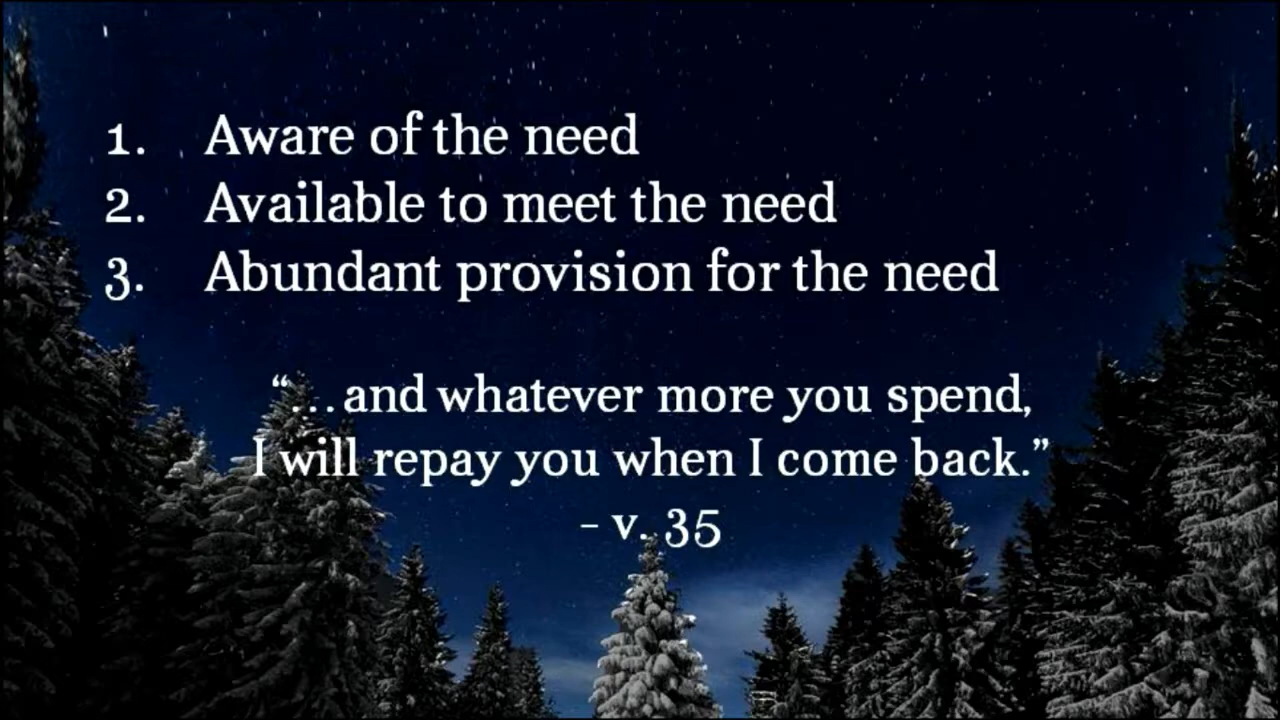 1. Aware of the need
2. Available to meet the need
3. Abundant provision for the need
“…and whatever more you spend,
I will repay you when I come back.”
- v. 35